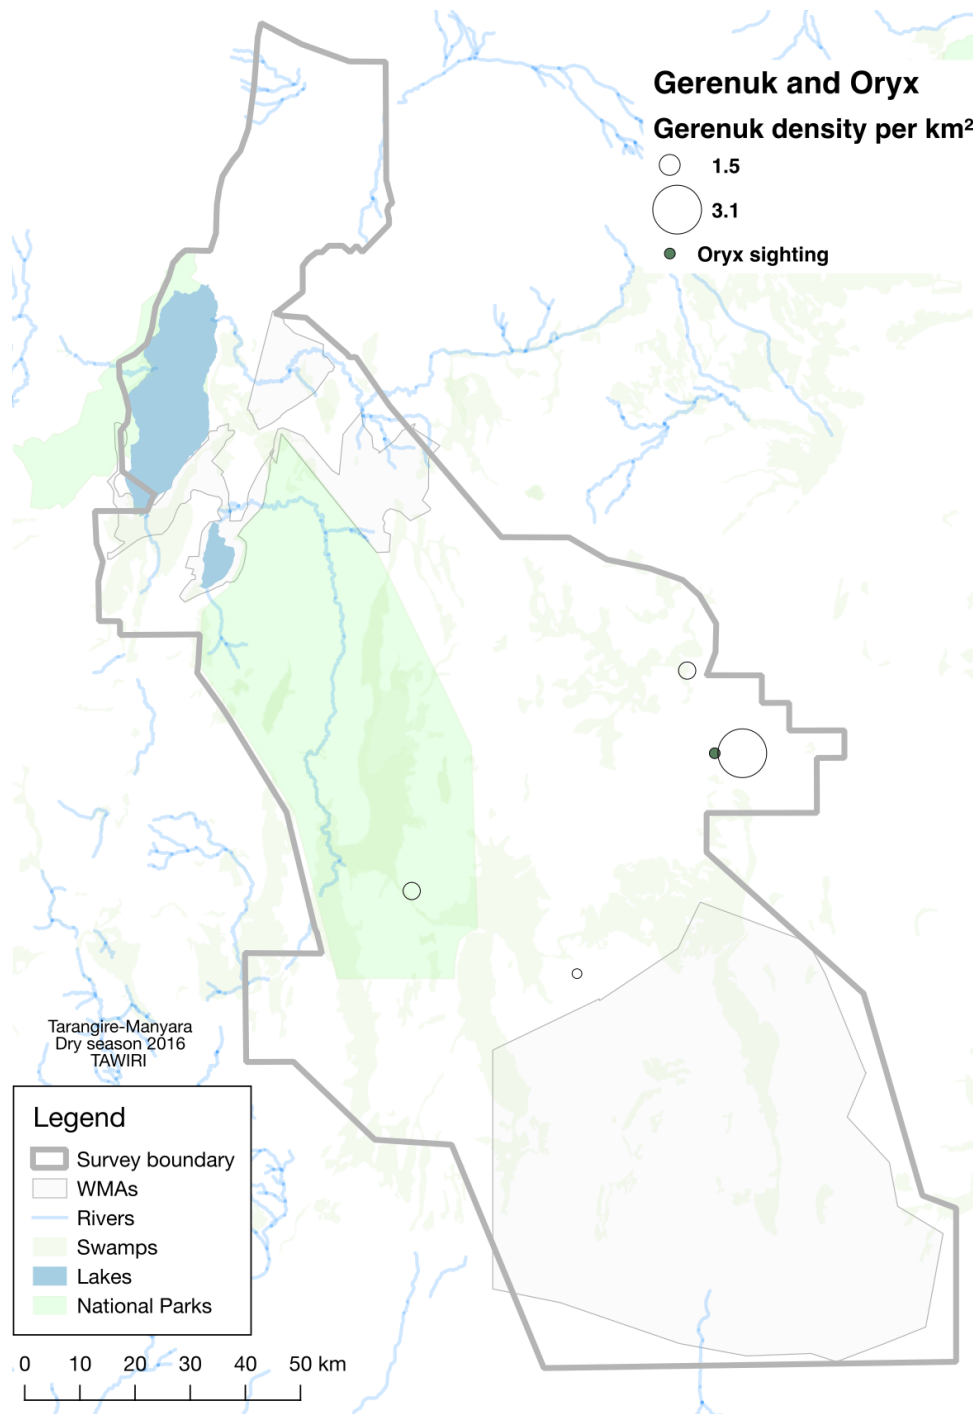 Gerenuk and Oryx
Gerenuk density per km²
1.5
3.1
Oryx sighting
Tarangire-Manyara
Dry season 2016
TAWIRI
Legend
Survey boundary
WMAs
Rivers
Swamps
Lakes
National Parks
0 10 20 30 40 50 km